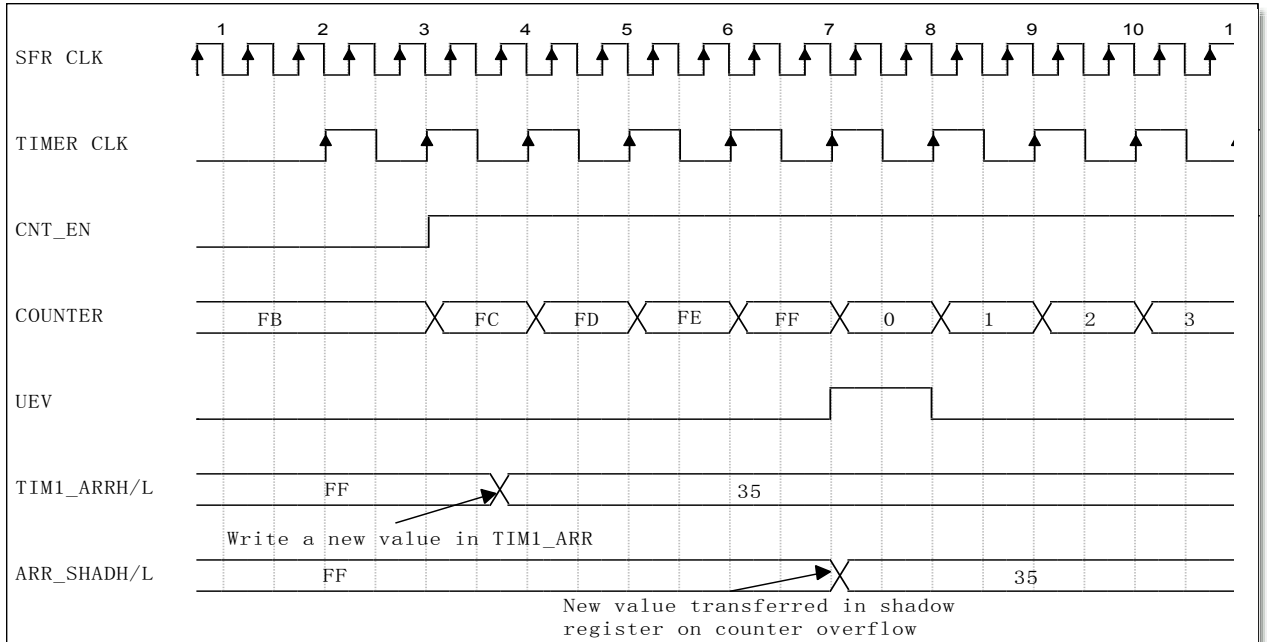 1 2 3 4 5 6 7 8 9 10 1
SFR CLK
TIMER CLK
CNT_EN
COUNTER FB FC FD FE FF 0 1 2 3
UEV
TIM1_ARRH/L FF 35
Write a new value in TIM1_ARR
ARR_SHADH/L FF 35
New value transferred in shadow
register on counter overflow